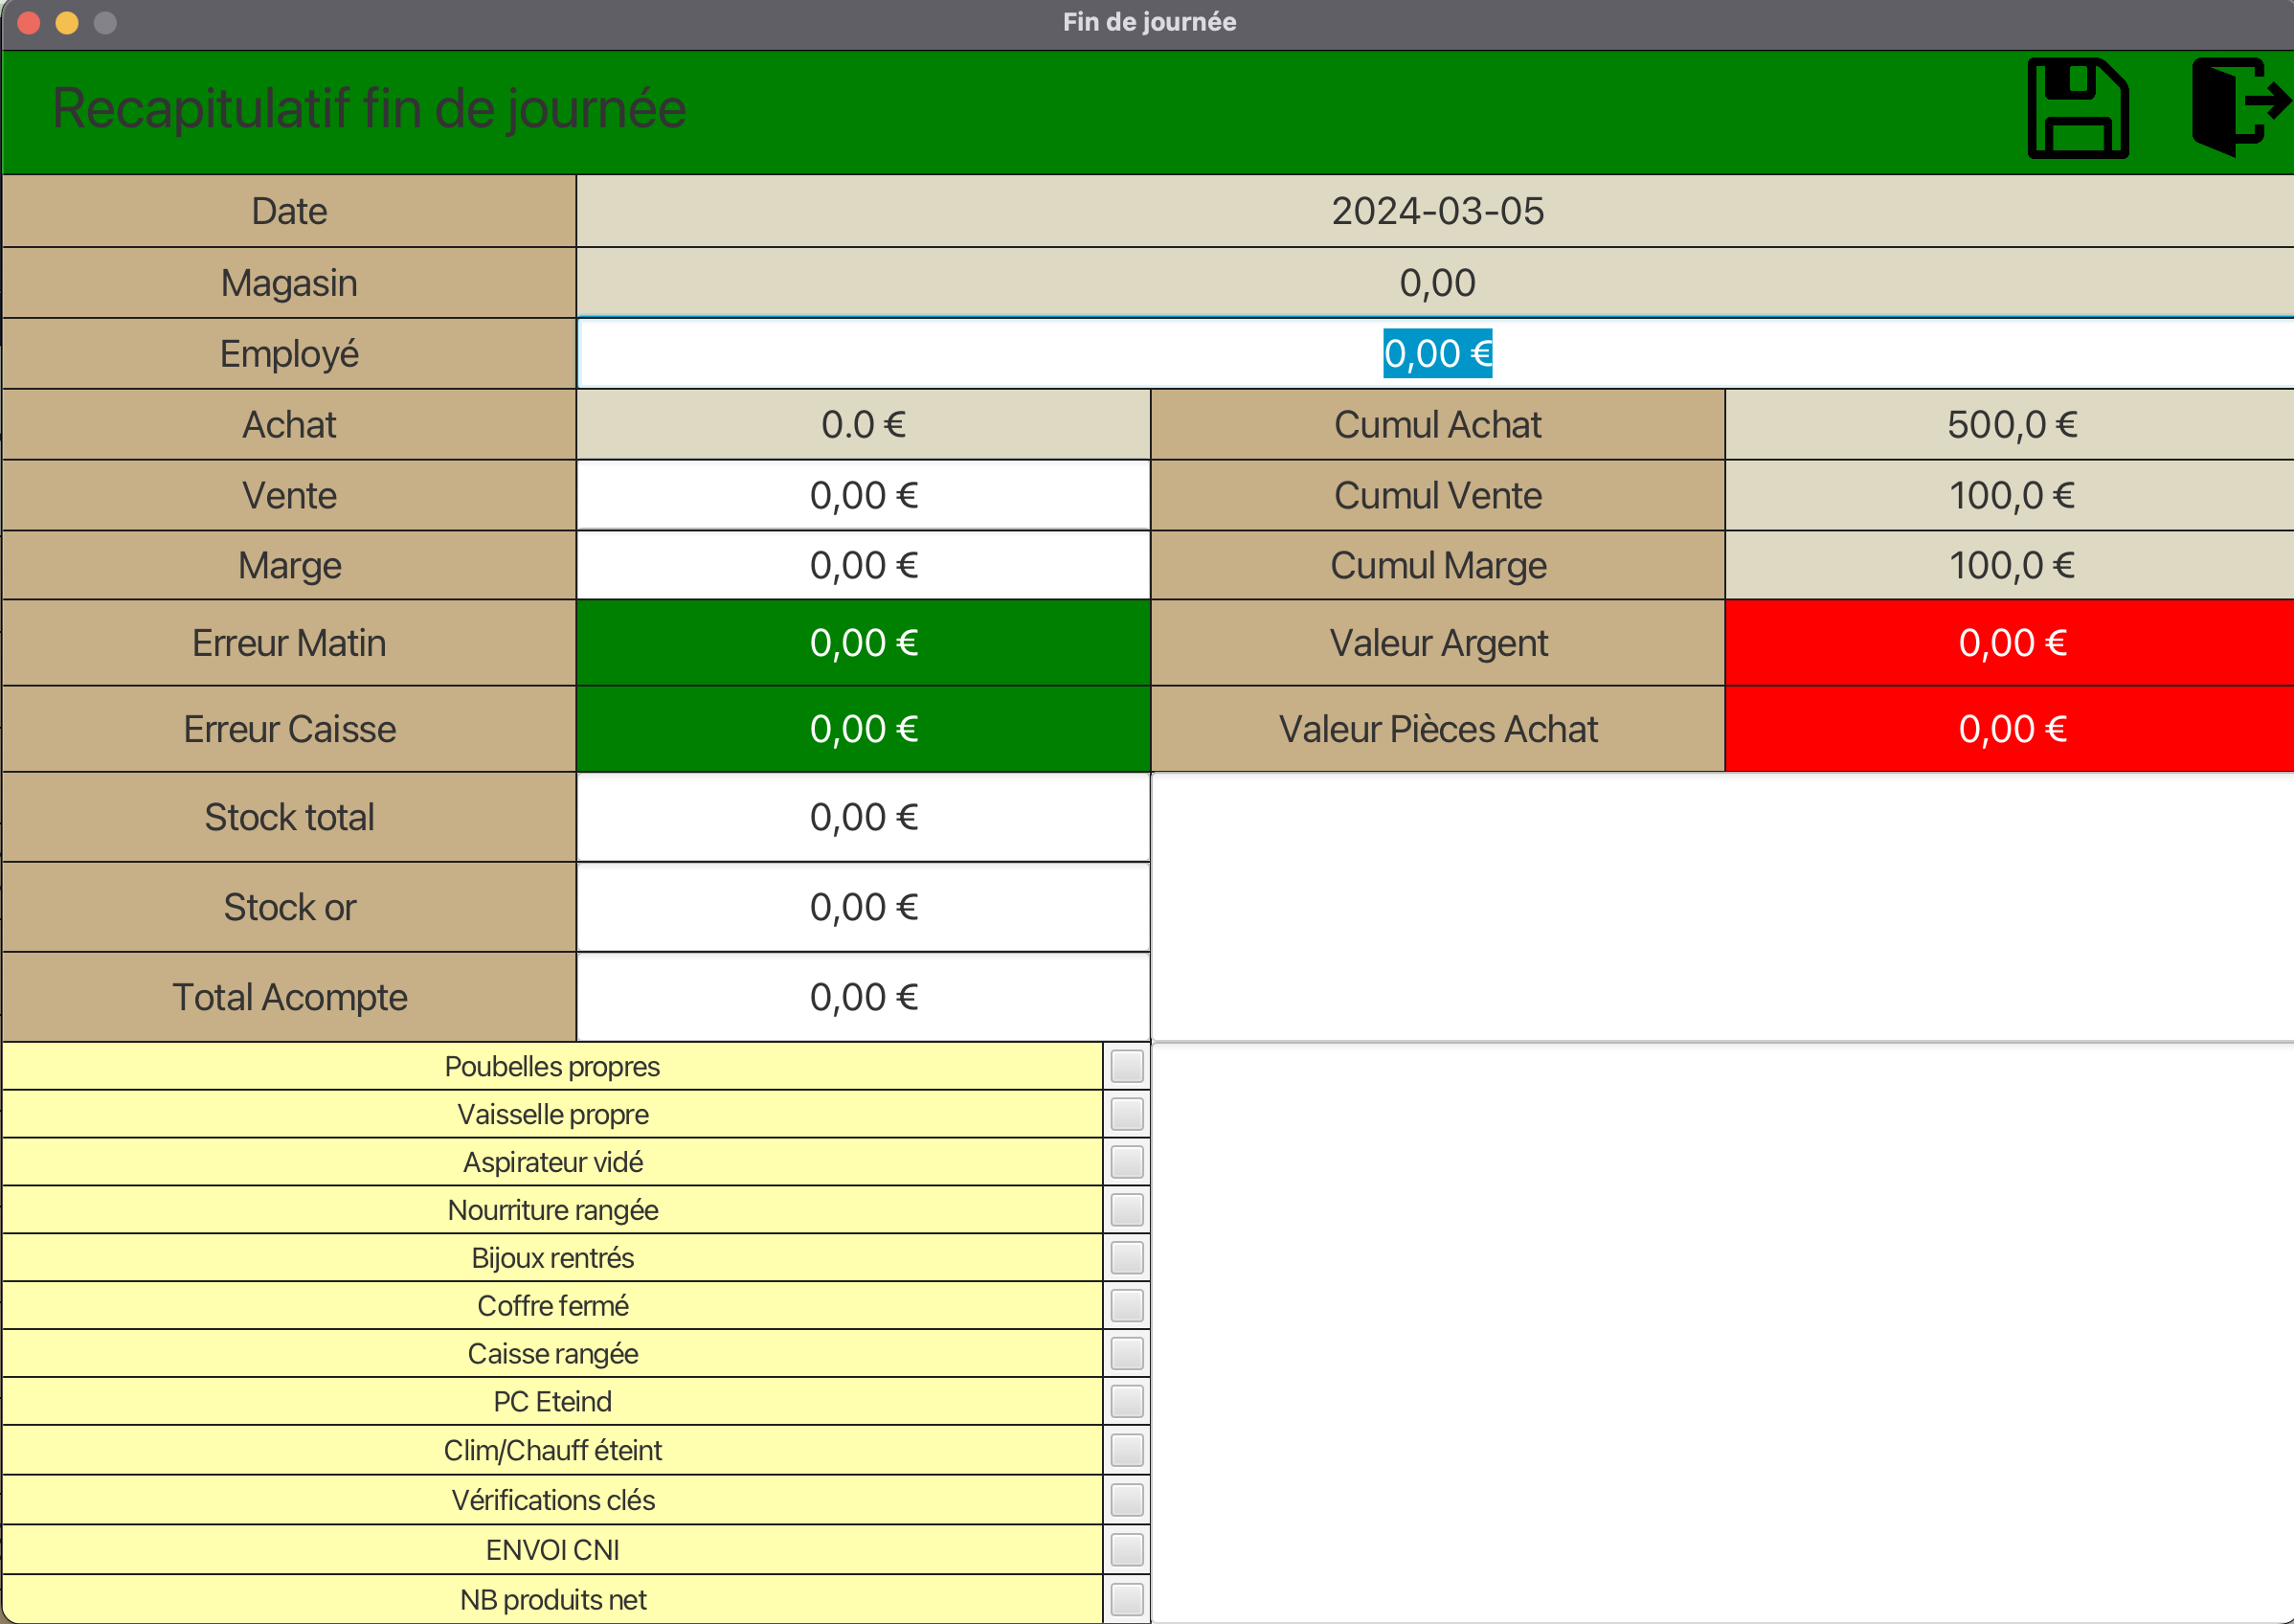 Fin de journée
Recapitulatif fin de journée
Date 2024-03-05
Magasin 0,00
Employé 0,00 €
Achat 0.0 € Cumul Achat 500,0 €
Vente 0,00 € Cumul Vente 100,0 €
Marge 0,00 € Cumul Marge 100,0 €
Erreur Matin 0,00 € Valeur Argent 0,00 €
Erreur Caisse 0,00 € Valeur Pièces Achat 0,00 €
Stock total 0,00 €
Stock or 0,00 €
Total Acompte 0,00 €
Poubelles propres
Vaisselle propre
Aspirateur vidé
Nourriture rangée
Bijoux rentrés
Coffre fermé
Caisse rangée
PC Eteind
Clim/Chauff éteint
Vérifications clés
ENVOI CNI
NB produits net